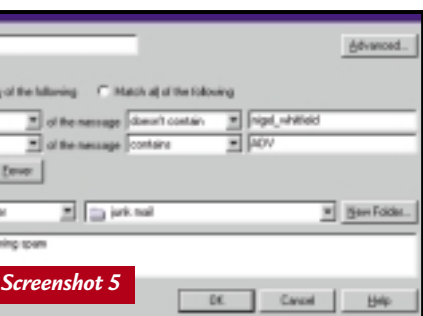 Advanced...
of the following Match all of the following
of the message doesn't contain nigel_whitfield
of the message contains ADV
Fewer
junk mail New Folder...
ning spam
Screenshot 5
OK Cancel Help